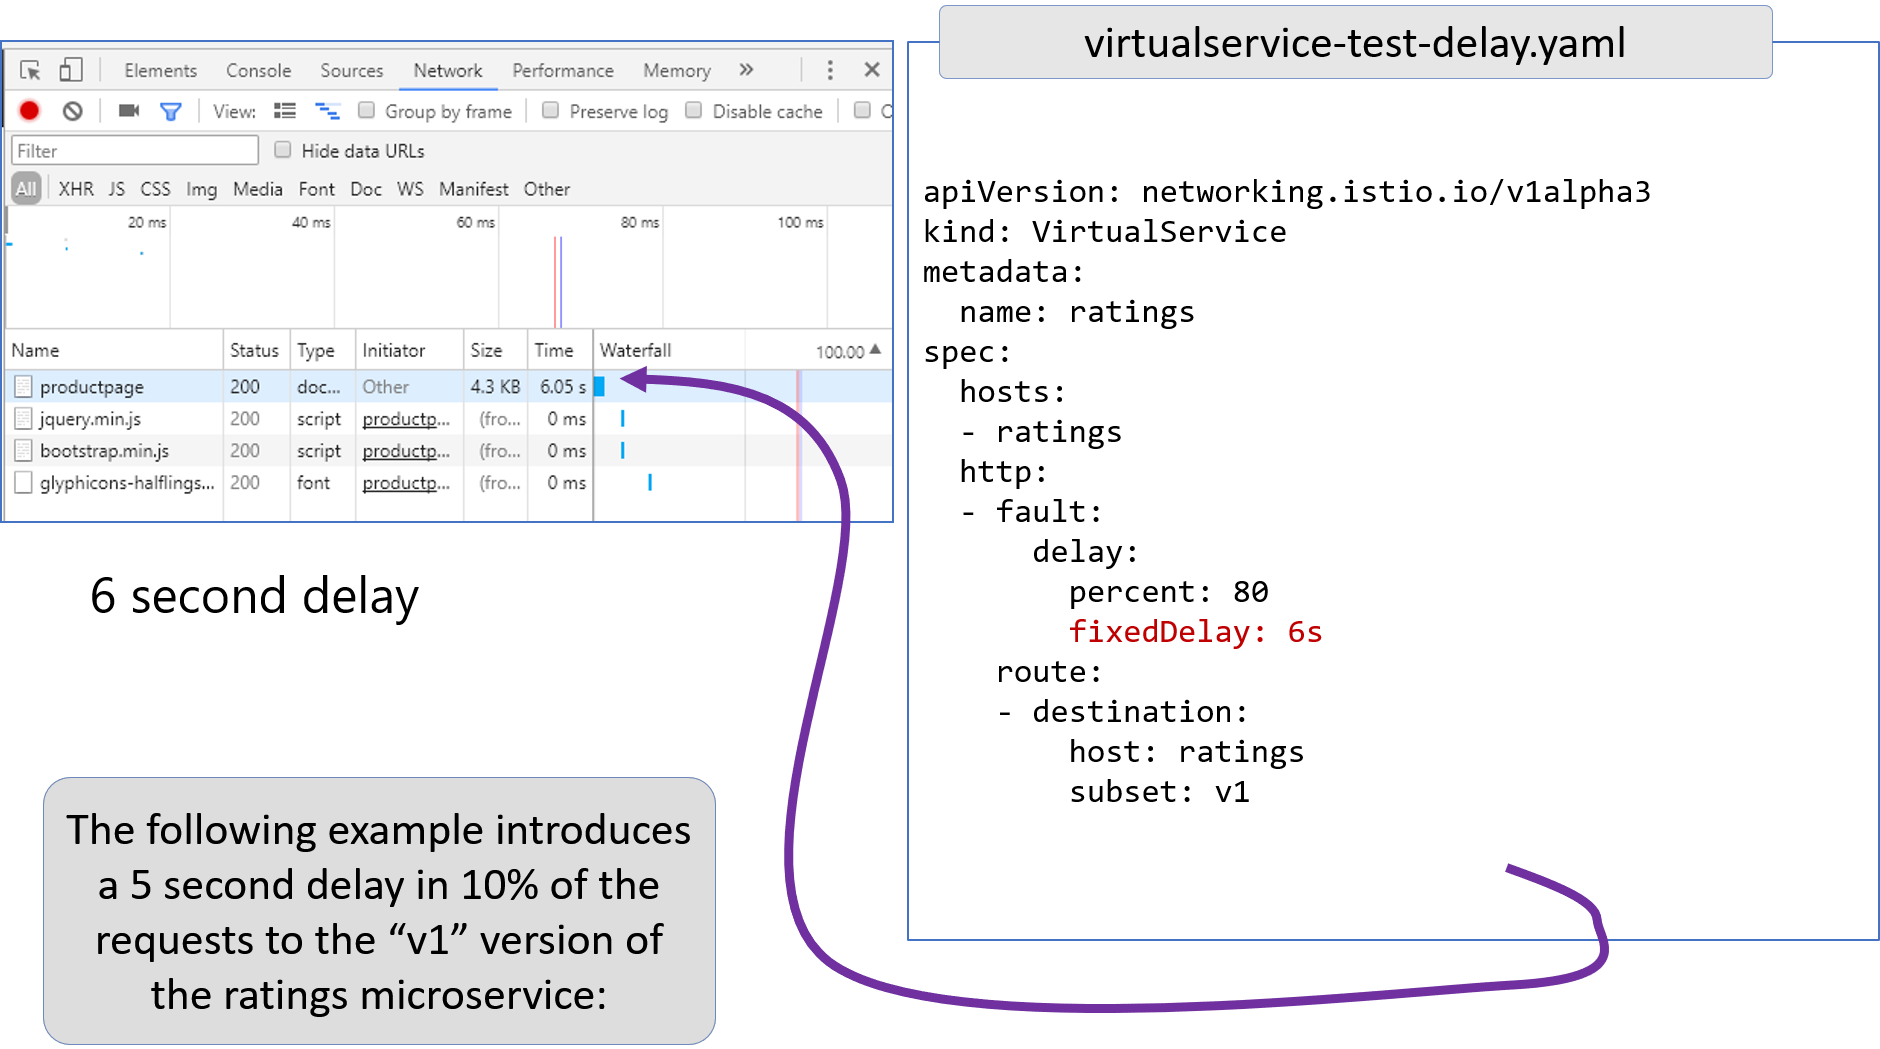 virtualservice-test-delay.yaml
Elements Console Sources Network Performance Memory »
View: Group by frame Preserve log Disable cache
Filter Hide data URLs
All XHR JS CSS Img Media Font Doc WS Manifest Other
20 ms 40 ms 60 ms 80 ms 100 ms
Name Status Type Initiator Size Time Waterfall 100.00
productpage 200 doc... Other 4.3 KB 6.05 s
jquery.min.js 200 script productp... (fro... 0 ms
bootstrap.min.js 200 script productp... (fro... 0 ms
glyphicons-halflings... 200 font productp... (fro... 0 ms
6 second delay
The following example introduces
a 5 second delay in 10% of the
requests to the “v1” version of
the ratings microservice:
apiVersion: networking.istio.io/v1alpha3
kind: VirtualService
metadata:
  name: ratings
spec:
  hosts:
  - ratings
  http:
  - fault:
      delay:
        percent: 80
        fixedDelay: 6s
    route:
    - destination:
        host: ratings
        subset: v1